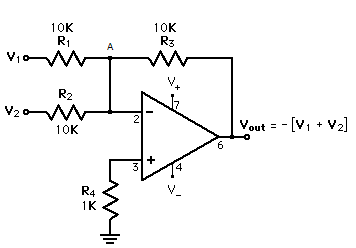 10K
R1
A
10K
R3
V1
V+
7
V2
R2
10K
2
−
Vout = -[V1 + V2]
6
3
+
4
V-
R4
1K